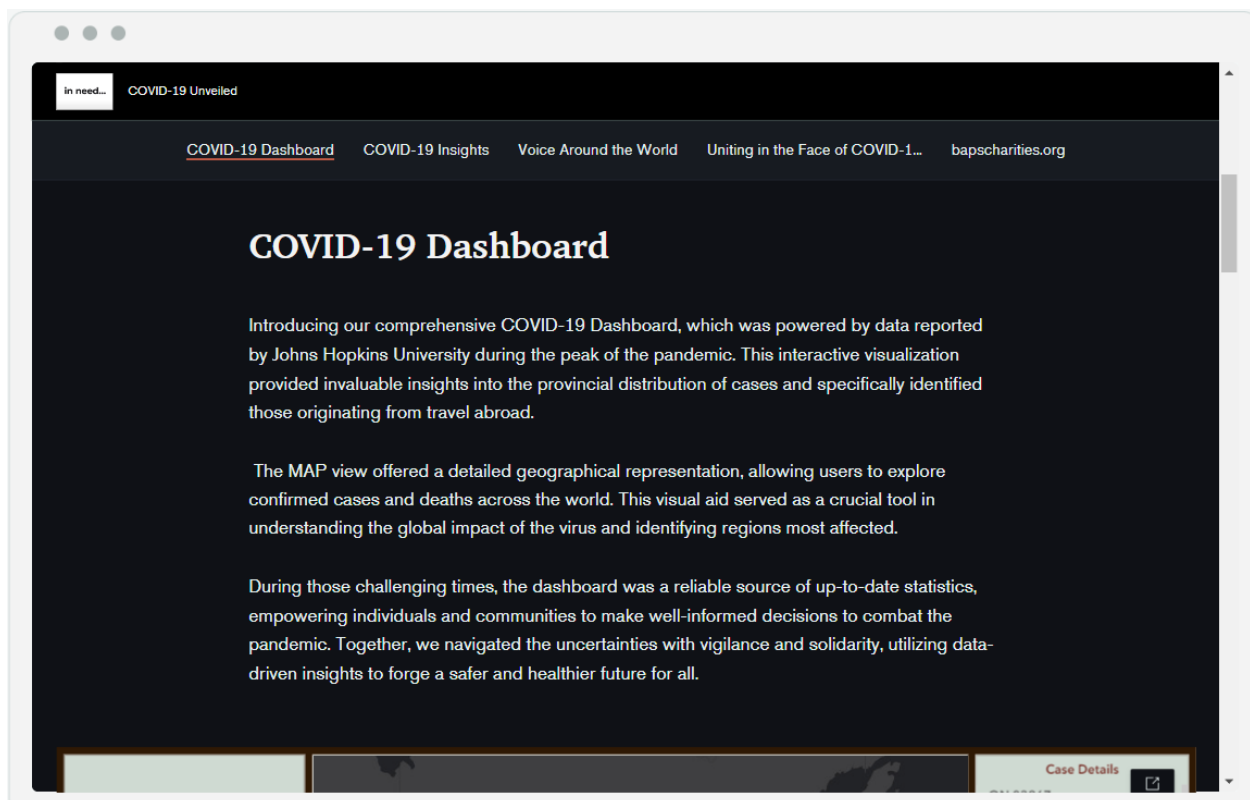 in need...
COVID-19 Unveiled
COVID-19 Dashboard COVID-19 Insights Voice Around the World Uniting in the Face of COVID-1... bapscharities.org
COVID-19 Dashboard
Introducing our comprehensive COVID-19 Dashboard, which was powered by data reported
by Johns Hopkins University during the peak of the pandemic. This interactive visualization
provided invaluable insights into the provincial distribution of cases and specifically identified
those originating from travel abroad.
The MAP view offered a detailed geographical representation, allowing users to explore
confirmed cases and deaths across the world. This visual aid served as a crucial tool in
understanding the global impact of the virus and identifying regions most affected.
During those challenging times, the dashboard was a reliable source of up-to-date statistics,
empowering individuals and communities to make well-informed decisions to combat the
pandemic. Together, we navigated the uncertainties with vigilance and solidarity, utilizing data-
driven insights to forge a safer and healthier future for all.
Case Details